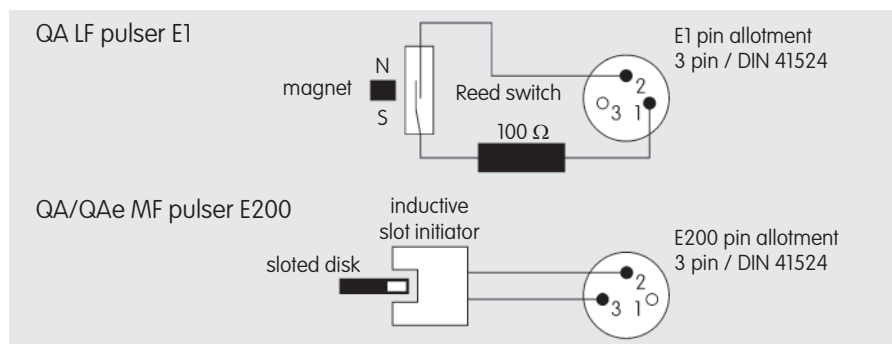 QA LF pulser E1
E1 pin allotment
3 pin / DIN 41524
N
magnet
S
Reed switch
100 Ω
2
3 1
QA/QAe MF pulser E200
inductive
slot initiator
sloted disk
E200 pin allotment
3 pin / DIN 41524
2
3 1